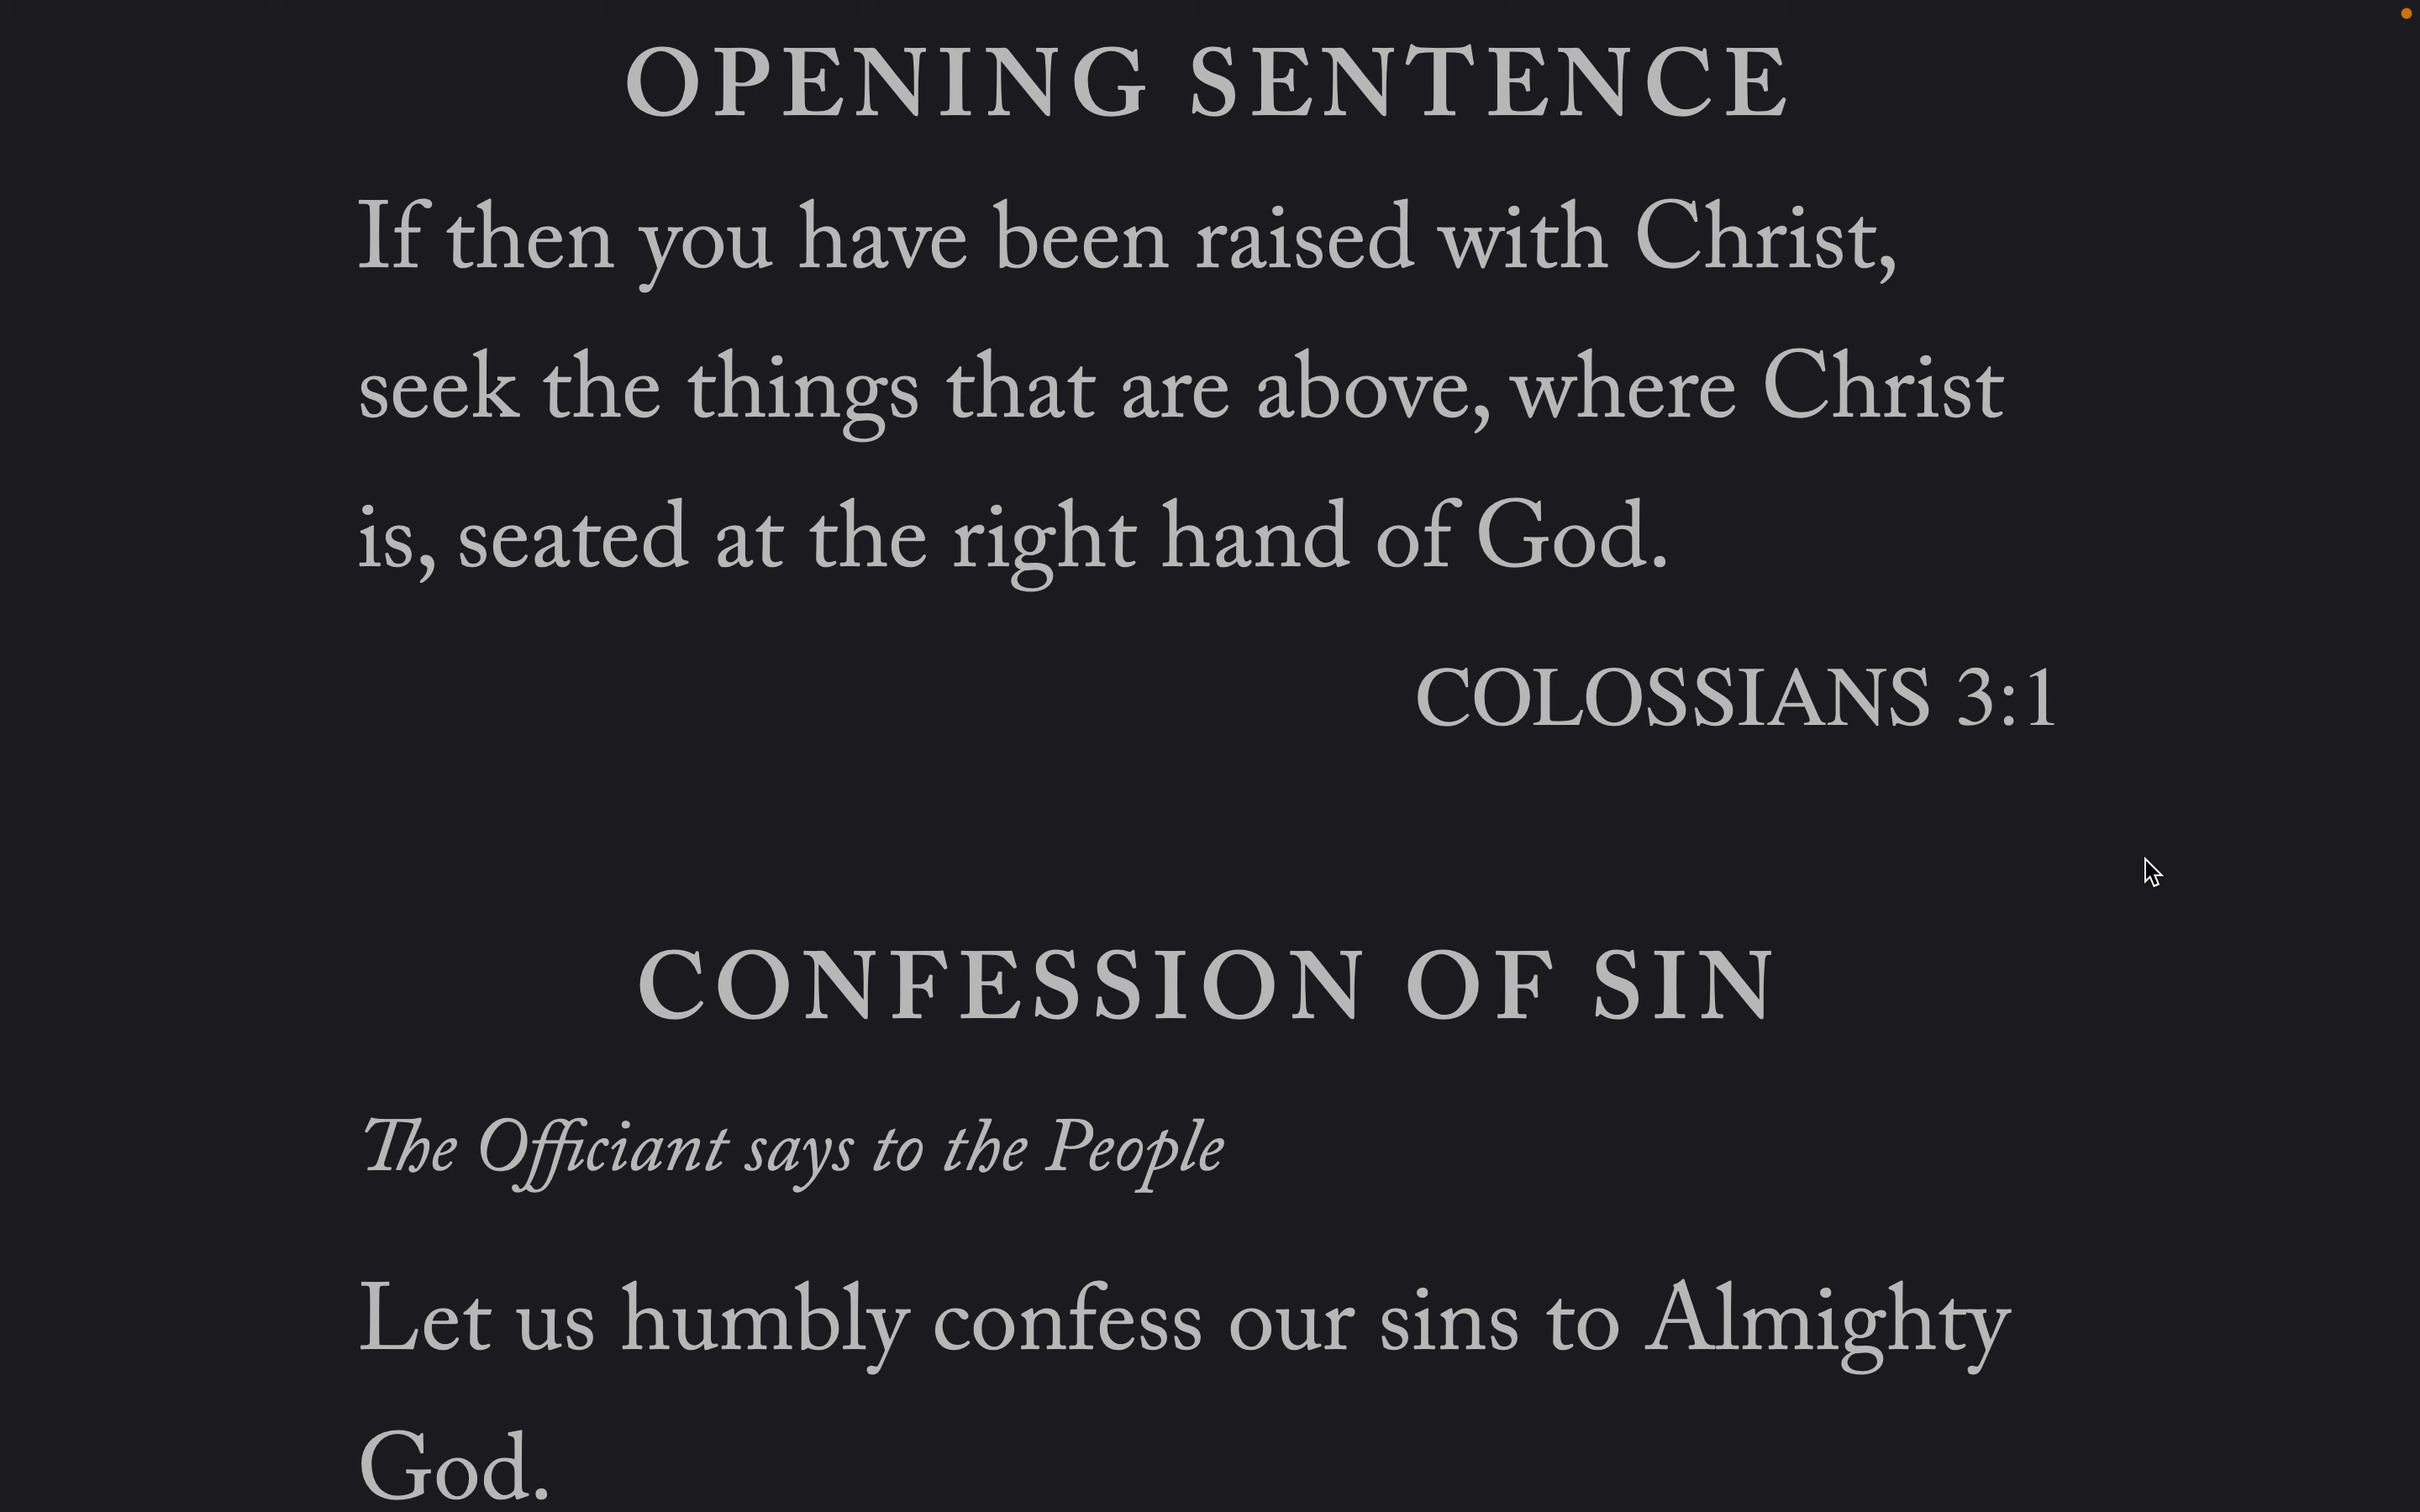 OPENING SENTENCE
If then you have been raised with Christ,
seek the things that are above, where Christ
is, seated at the right hand of God.
COLOSSIANS 3:1
CONFESSION OF SIN
The Officiant says to the People
Let us humbly confess our sins to Almighty
God.